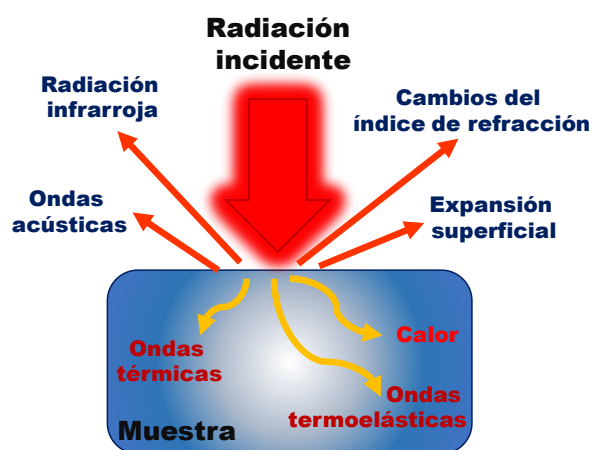 Radiación
incidente
Radiación
infrarroja
Cambios del
índice de refracción
Ondas
acústicas
Expansión
superficial
Ondas
térmicas
Calor
Ondas
termoelásticas
Muestra